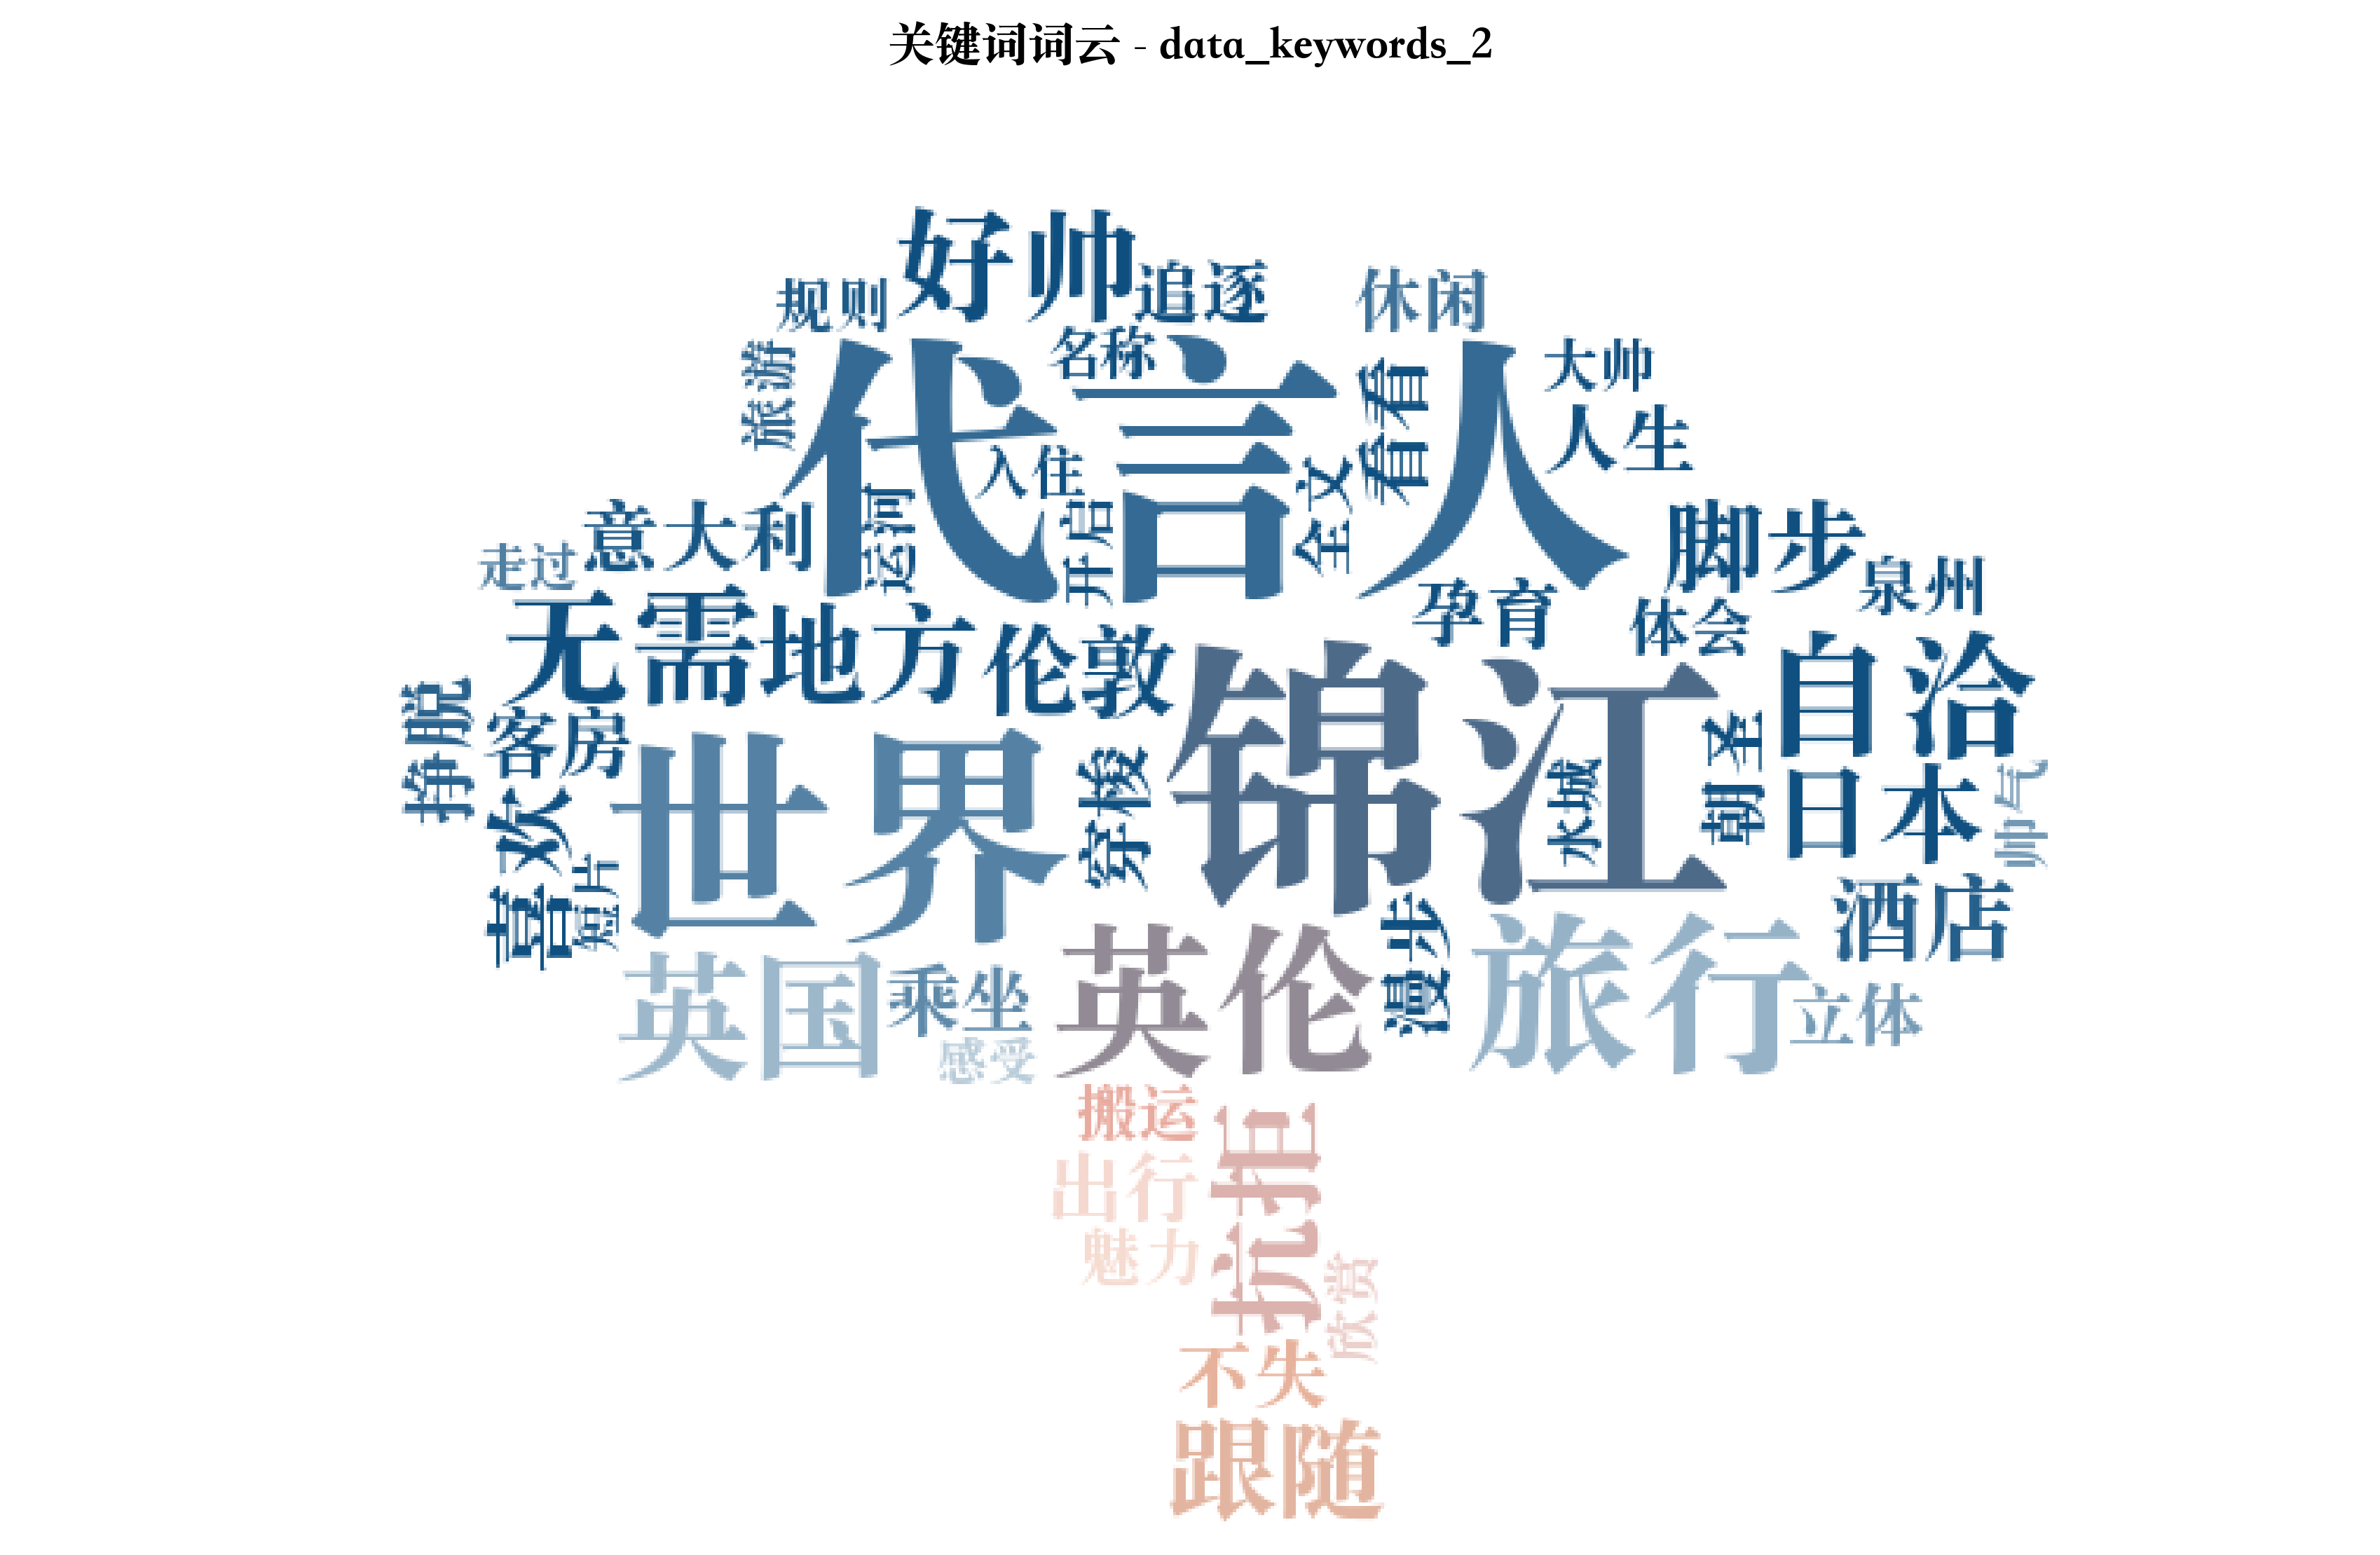 关键词词云 - data_keywords_2
好帅
追逐
休闲
规则
名称
大帅
旅游
代言人
看看
人生
入住
全文
意大利
运河
开启
脚步
走过
泉州
无需
地方
伦敦
孕育
体会
自洽
锦江
挣脱
客房
世界
穿梭
水城
朝圣
日本
帅气
喜欢
短片
酒店
英国
乘坐
英伦
漫步
旅行
立体
感受
搬运
抗拒
出行
魅力
欣赏
不失
跟随